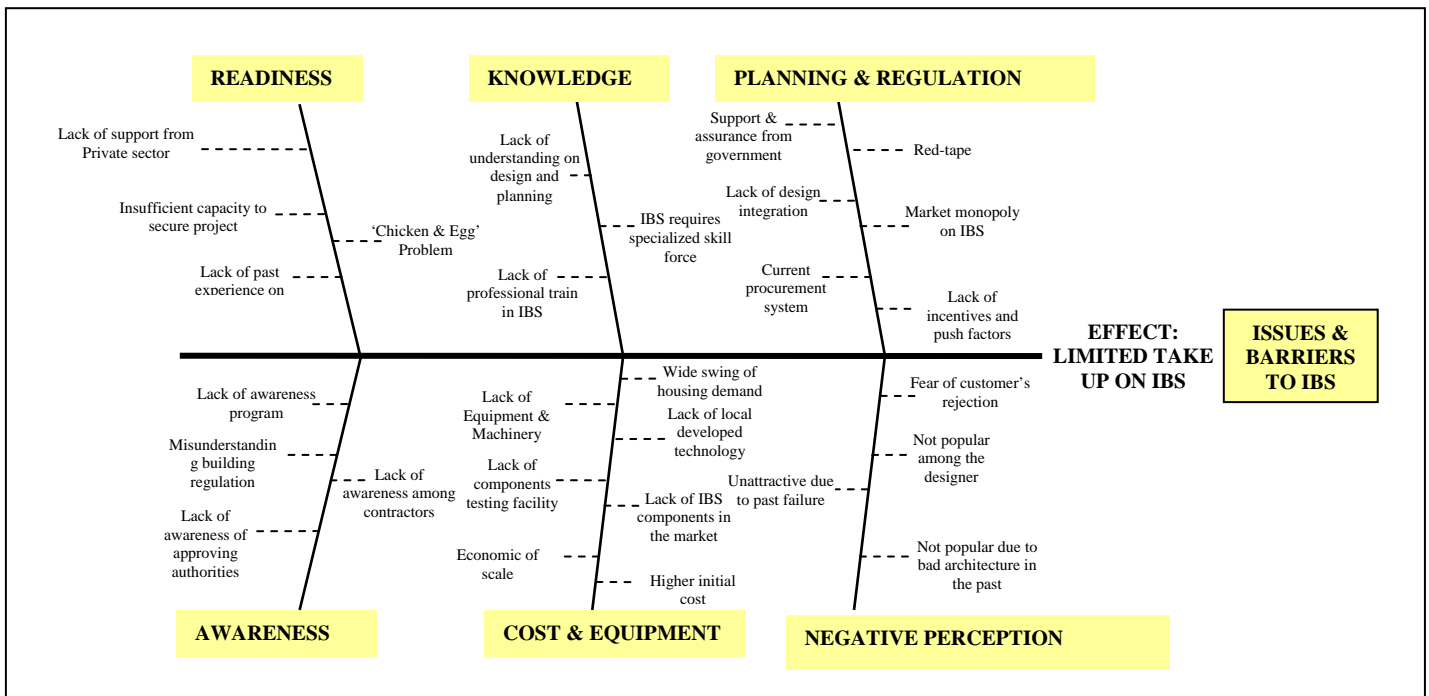 READINESS
KNOWLEDGE
PLANNING & REGULATION
Lack of support from
Private sector
Insufficient capacity to
secure project
‘Chicken & Egg’
Problem
Lack of past
experience on
Lack of
understanding on
design and
planning
IBS requires
specialized skill
force
Lack of
professional train
in IBS
Support &
assurance from
government
Red-tape
Lack of design
integration
Market monopoly
on IBS
Current
procurement
system
Lack of
incentives and
push factors
EFFECT:
LIMITED TAKE
UP ON IBS
ISSUES &
BARRIERS
TO IBS
Lack of awareness
program
Misunderstandin
g building
regulation
Lack of
awareness among
contractors
Lack of
awareness of
approving
authorities
Wide swing of
housing demand
Lack of
Equipment &
Machinery
Lack of local
developed
technology
Lack of
components
testing facility
Lack of IBS
components in
the market
Economic of
scale
Higher initial
cost
Fear of customer’s
rejection
Not popular
among the
designer
Unattractive due
to past failure
Not popular due to
bad architecture in
the past
AWARENESS
COST & EQUIPMENT
NEGATIVE PERCEPTION